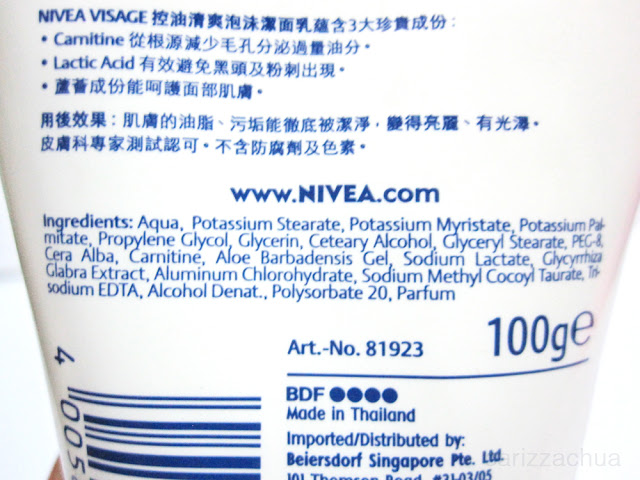 NIVEA VISAGE 控油清爽泡沫潔面乳蘊含3大珍貴成份：
• Carnitine 從根源減少毛孔分泌過量油分。
• Lactic Acid 有效避免黑頭及粉刺出現。
• 蘆薈成份能呵護面部肌膚。
用後效果：肌膚的油脂、污垢能徹底被潔淨，變得亮麗、有光澤。
皮膚科專家測試認可。不含防腐劑及色素。
www.NIVEA.com
Ingredients: Aqua, Potassium Stearate, Potassium Myristate, Potassium Pal-
mitate, Propylene Glycol, Glycerin, Ceteary Alcohol, Glyceryl Stearate, PEG-8,
Cera Alba, Carnitine, Aloe Barbadensis Gel, Sodium Lactate, Glycyrrhiza
Glabra Extract, Aluminum Chlorohydrate, Sodium Methyl Cocoyl Taurate, Tri-
sodium EDTA, Alcohol Denat., Polysorbate 20, Parfum
100g℮
Art.-No. 81923
BDF ●●●●
Made in Thailand
Imported/Distributed by:
Beiersdorf Singapore Pte. Ltd.
101 Thomson Road, #21-03/05
4 005
arizzachua